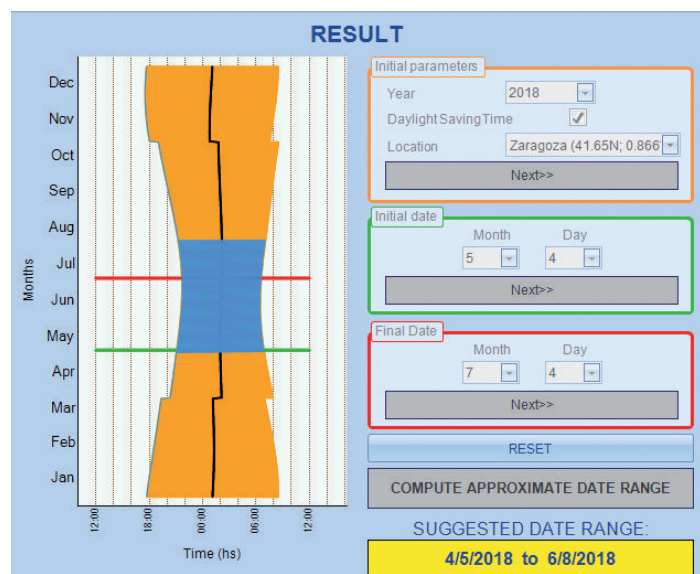 RESULT
Dec
Nov
Oct
Sep
Aug
Jul
Jun
May
Apr
Mar
Feb
Jan
Months
12:00
18:00
00:00
06:00
12:00
Time (hs)
Initial parameters
Year
2018
Daylight Saving Time
Location
Zaragoza (41.65N; 0.866
Next>>
Initial date
Month
Day
5
4
Next>>
Final Date
Month
Day
7
4
Next>>
RESET
COMPUTE APPROXIMATE DATE RANGE
SUGGESTED DATE RANGE:
4/5/2018 to 6/8/2018